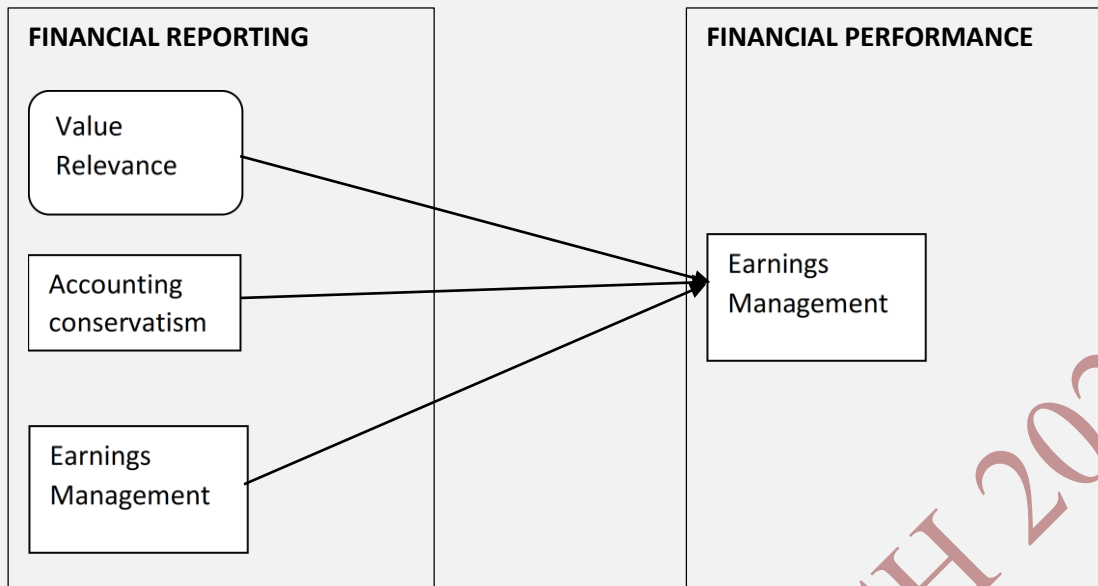 FINANCIAL REPORTING
Value
Relevance
Accounting
conservatism
Earnings
Management
FINANCIAL PERFORMANCE
Earnings
Management